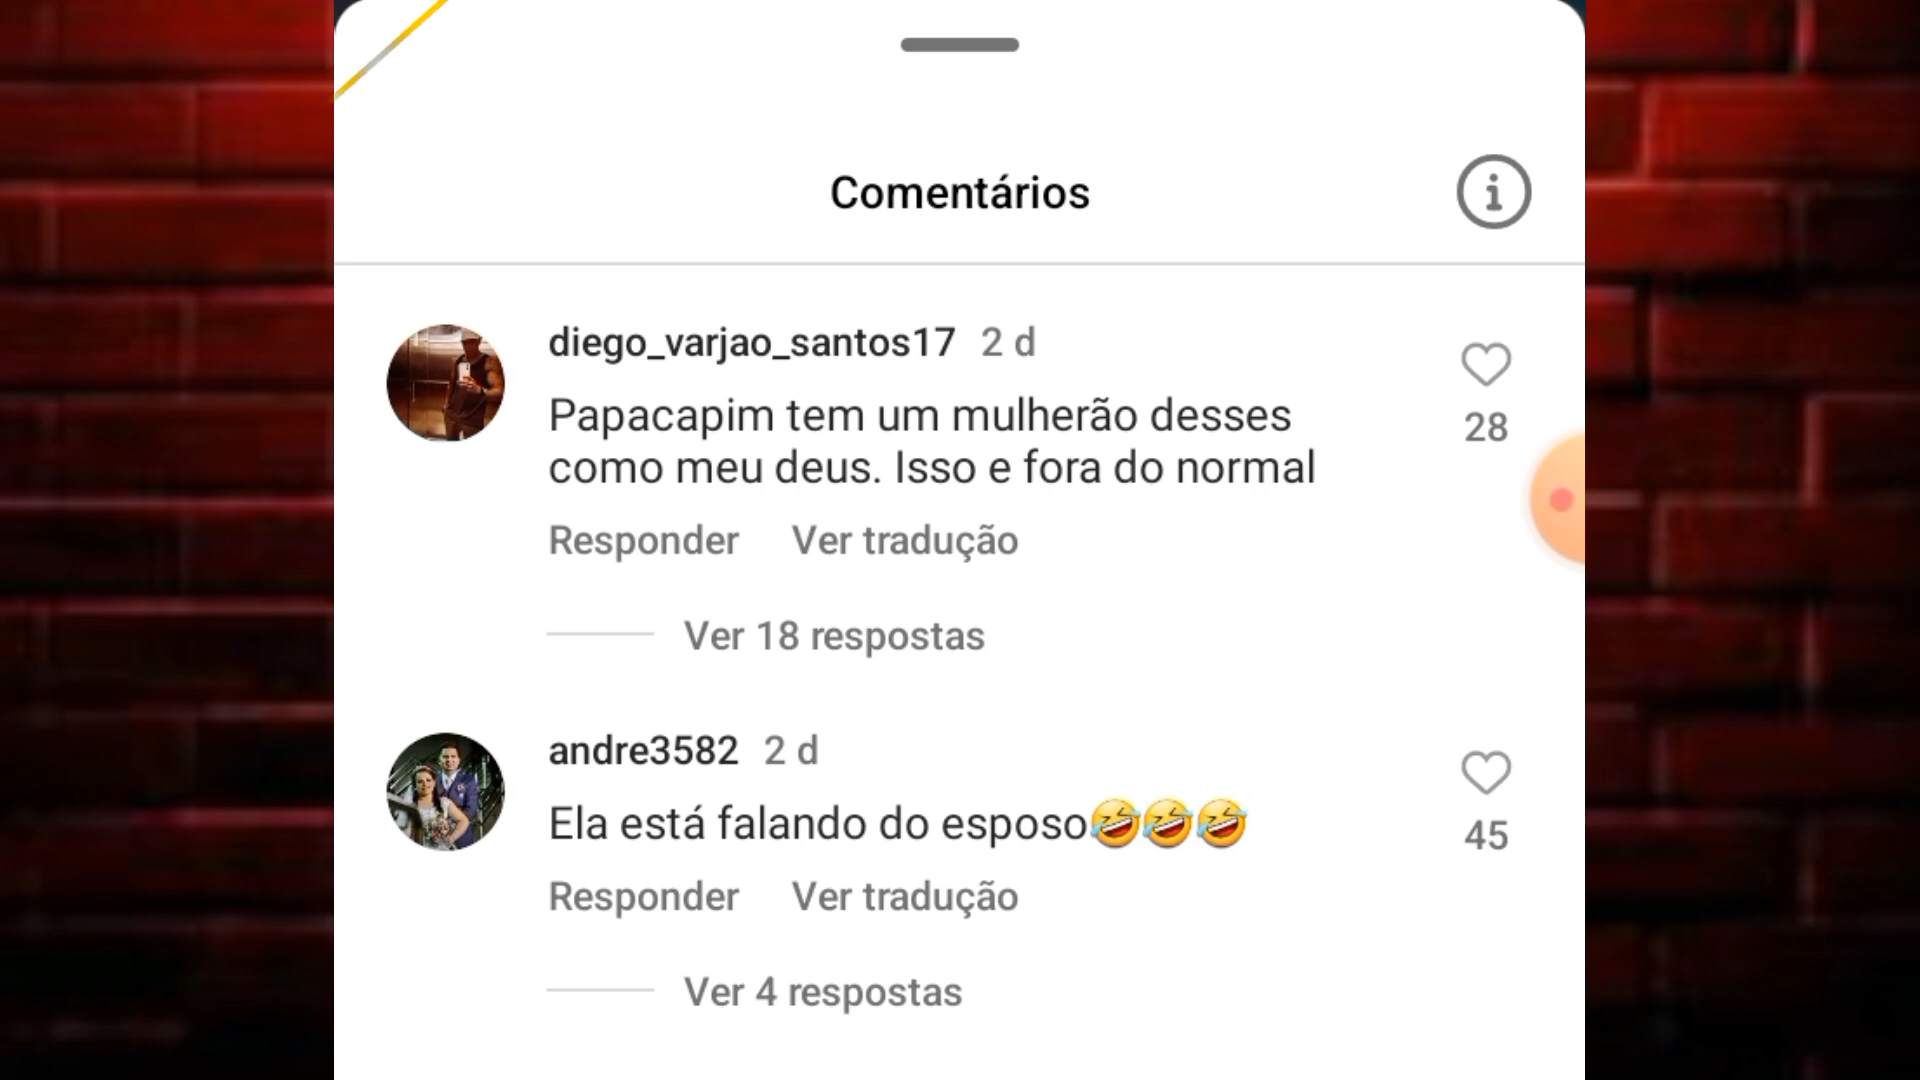 Comentários
diego_varjao_santos17 2 d
Papacapim tem um mulherão desses
como meu deus. Isso e fora do normal
28
Responder Ver tradução
Ver 18 respostas
andre3582 2 d
Ela está falando do esposo🤣🤣🤣
45
Responder Ver tradução
Ver 4 respostas